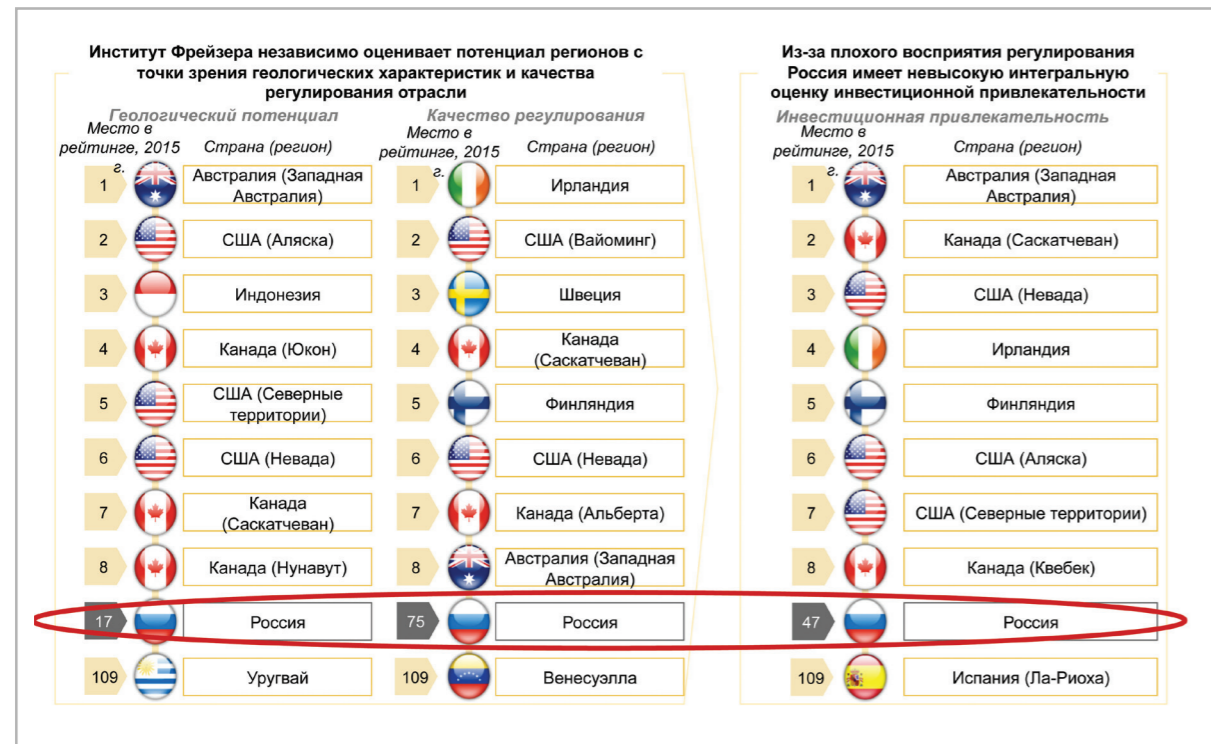 Институт Фрейзера независимо оценивает потенциал регионов с
точки зрения геологических характеристик и качества
регулирования отрасли
Геологический потенциал
Место в
рейтинге, 2015
г.
Страна (регион)
1
Австралия (Западная
Австралия)
2
США (Аляска)
3
Индонезия
4
Канада (Юкон)
5
США (Северные
территории)
6
США (Невада)
7
Канада
(Саскатчеван)
8
Канада (Нунавут)
17
Россия
109
Уругвай
Качество регулирования
Место в
рейтинге, 2015
г.
Страна (регион)
1
Ирландия
2
США (Вайоминг)
3
Швеция
4
Канада
(Саскатчеван)
5
Финляндия
6
США (Невада)
7
Канада (Альберта)
8
Австралия (Западная
Австралия)
75
Россия
109
Венесуэлла
Из-за плохого восприятия регулирования
Россия имеет невысокую интегральную
оценку инвестиционной привлекательности
Инвестиционная привлекательность
Место в
рейтинге, 2015
г.
Страна (регион)
1
Австралия (Западная
Австралия)
2
Канада (Саскатчеван)
3
США (Невада)
4
Ирландия
5
Финляндия
6
США (Аляска)
7
США (Северные территории)
8
Канада (Квебек)
47
Россия
109
Испания (Ла-Риоха)